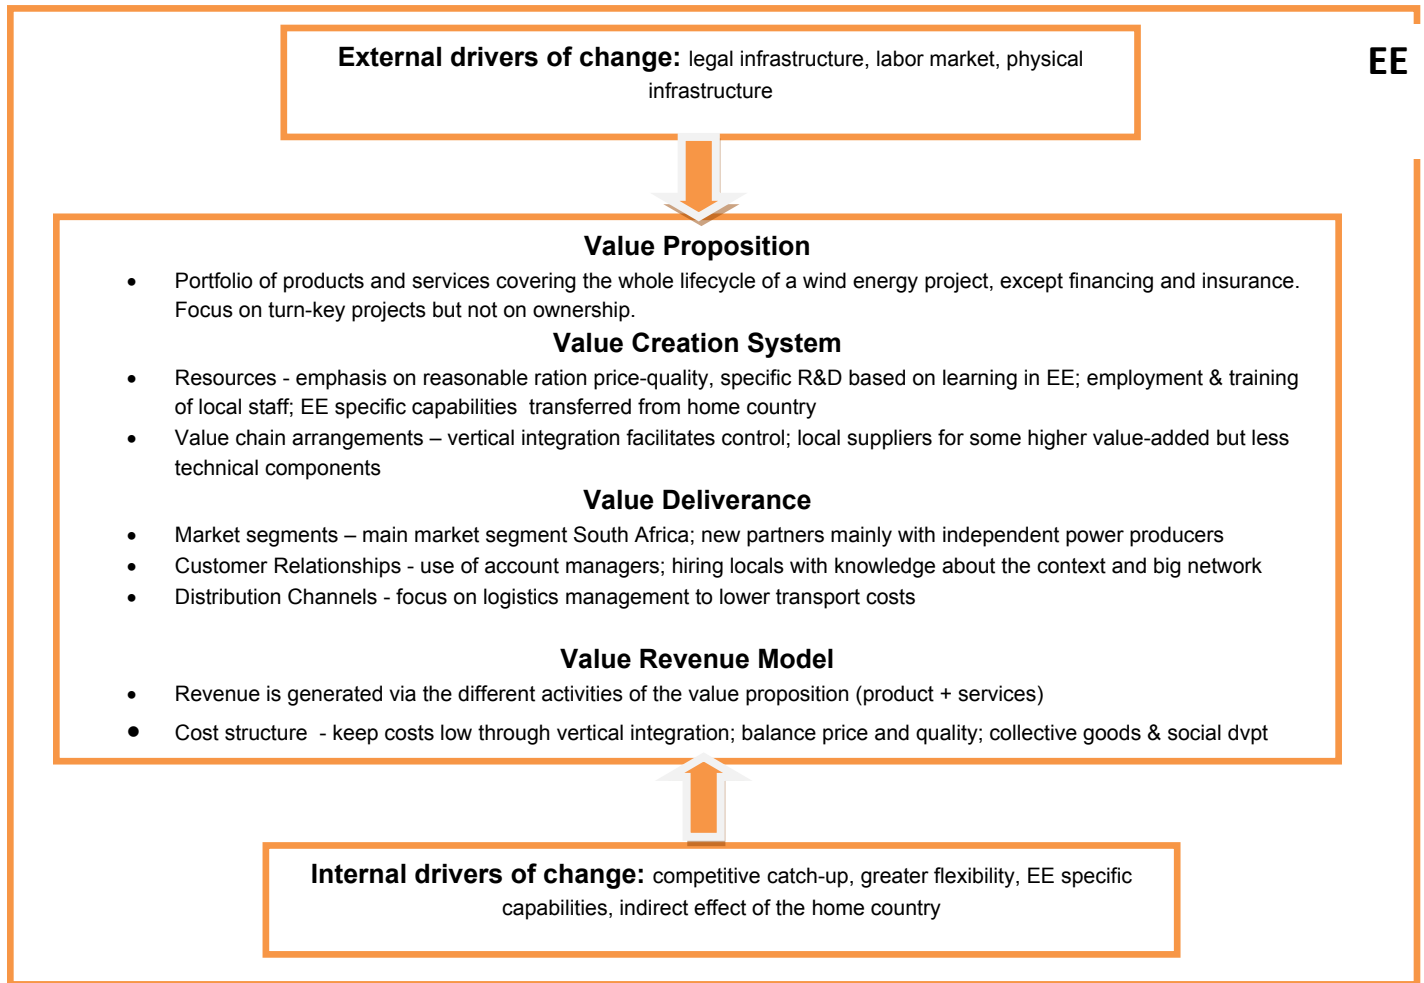 External drivers of change: legal infrastructure, labor market, physical
infrastructure
EE
Value Proposition
• Portfolio of products and services covering the whole lifecycle of a wind energy project, except financing and insurance.
Focus on turn-key projects but not on ownership.
Value Creation System
• Resources - emphasis on reasonable ration price-quality, specific R&D based on learning in EE; employment & training
of local staff; EE specific capabilities transferred from home country
• Value chain arrangements – vertical integration facilitates control; local suppliers for some higher value-added but less
technical components
Value Deliverance
• Market segments – main market segment South Africa; new partners mainly with independent power producers
• Customer Relationships - use of account managers; hiring locals with knowledge about the context and big network
• Distribution Channels - focus on logistics management to lower transport costs
Value Revenue Model
• Revenue is generated via the different activities of the value proposition (product + services)
• Cost structure - keep costs low through vertical integration; balance price and quality; collective goods & social dvpt
Internal drivers of change: competitive catch-up, greater flexibility, EE specific
capabilities, indirect effect of the home country